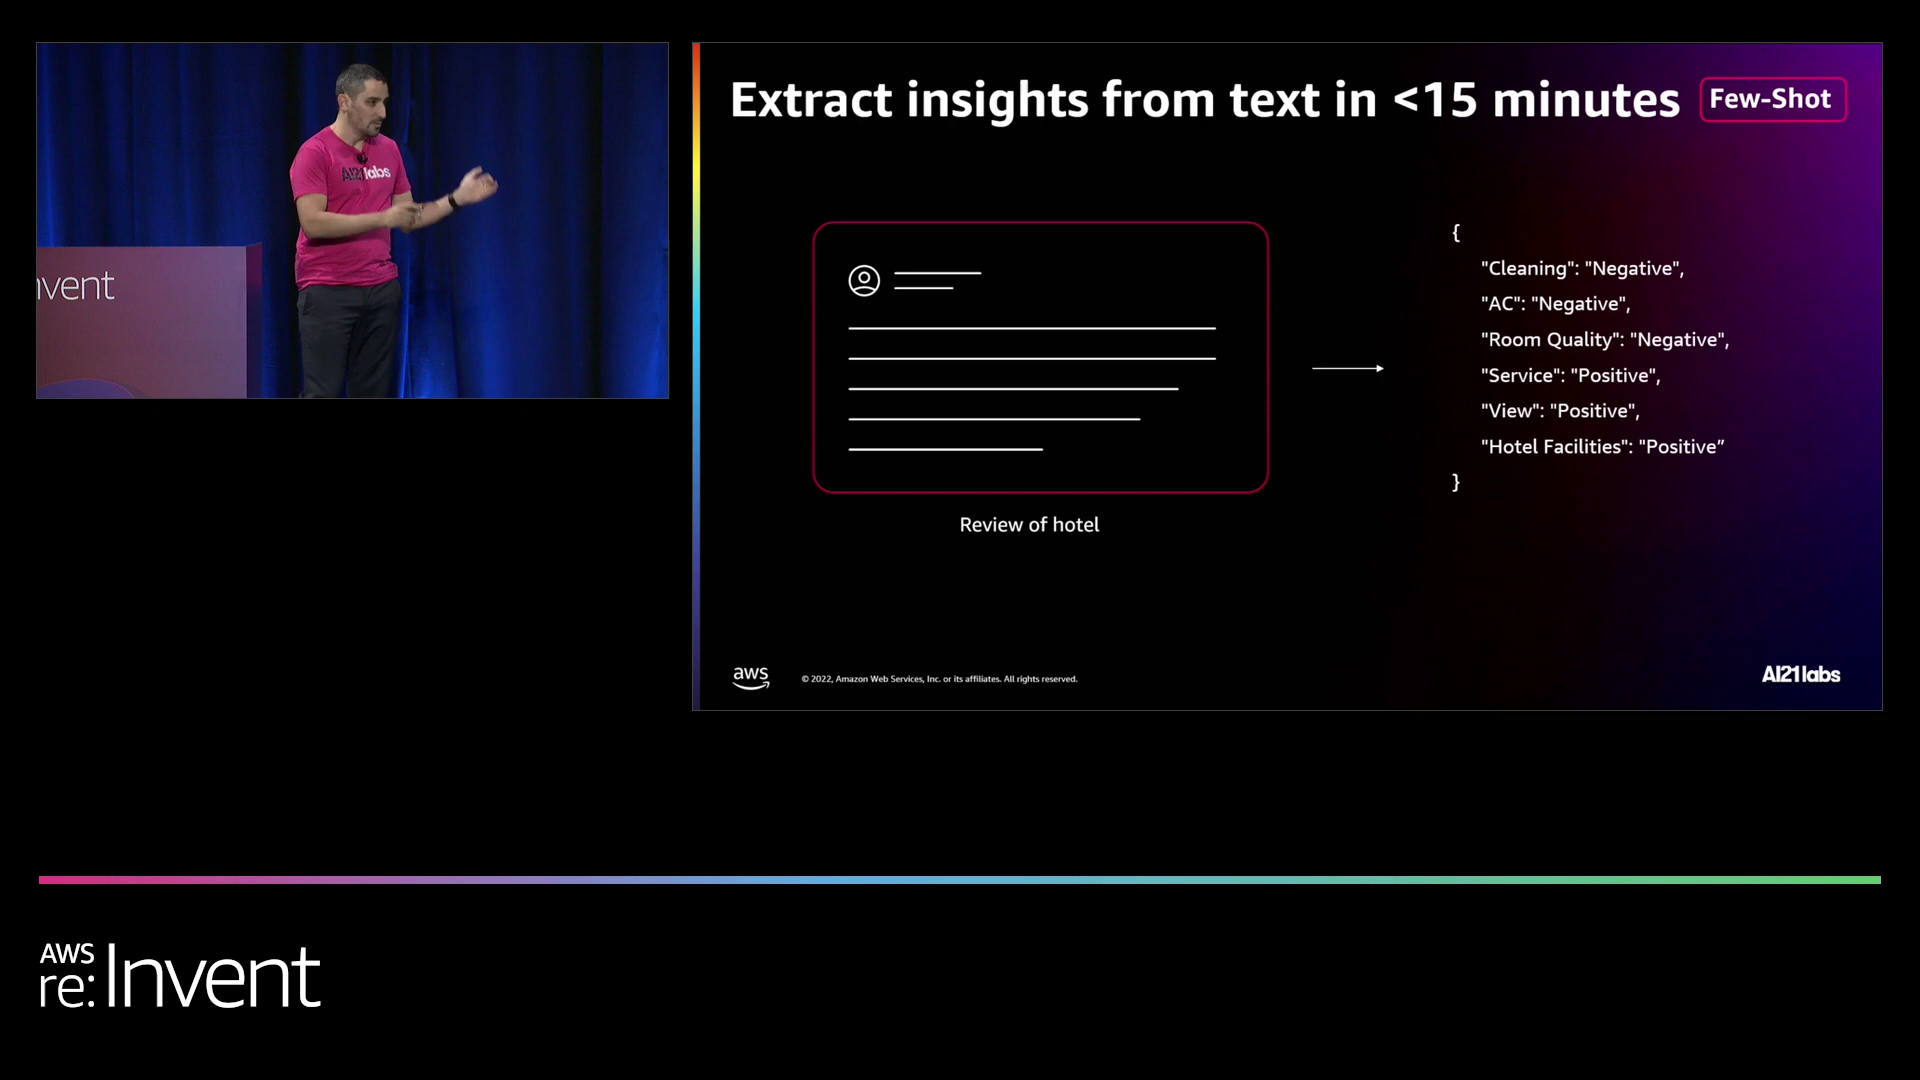 AI21labs
nvent
Extract insights from text in <15 minutes
Few-Shot
{
"Cleaning": "Negative",
"AC": "Negative",
"Room Quality": "Negative",
"Service": "Positive",
"View": "Positive",
"Hotel Facilities": "Positive”
}
Review of hotel
aws
© 2022, Amazon Web Services, Inc. or its affiliates. All rights reserved.
AI21labs
AWS
re:Invent